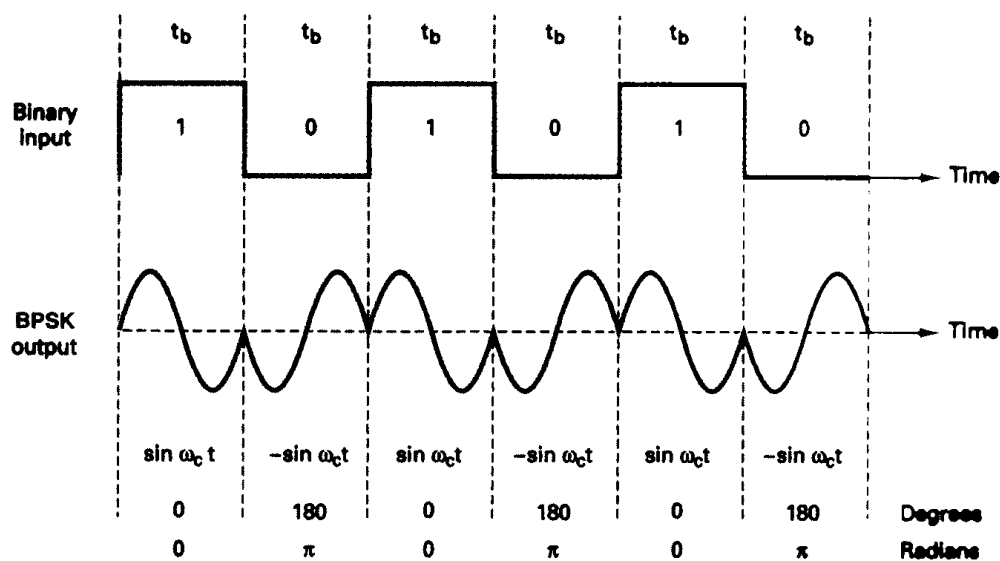 t_b t_b t_b t_b t_b t_b
Binary
input
1 0 1 0 1 0
Time
BPSK
output
Time
sin ω_c t -sin ω_c t sin ω_c t -sin ω_c t sin ω_c t -sin ω_c t
0 180 0 180 0 180 Degrees
0 π 0 π 0 π Radians